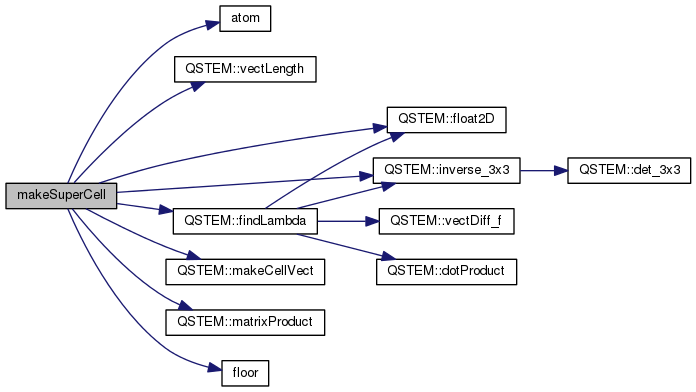 atom
QSTEM::vectLength
QSTEM::float2D
QSTEM::inverse_3x3
QSTEM::det_3x3
makeSuperCell
QSTEM::findLambda
QSTEM::vectDiff_f
QSTEM::makeCellVect
QSTEM::dotProduct
QSTEM::matrixProduct
floor